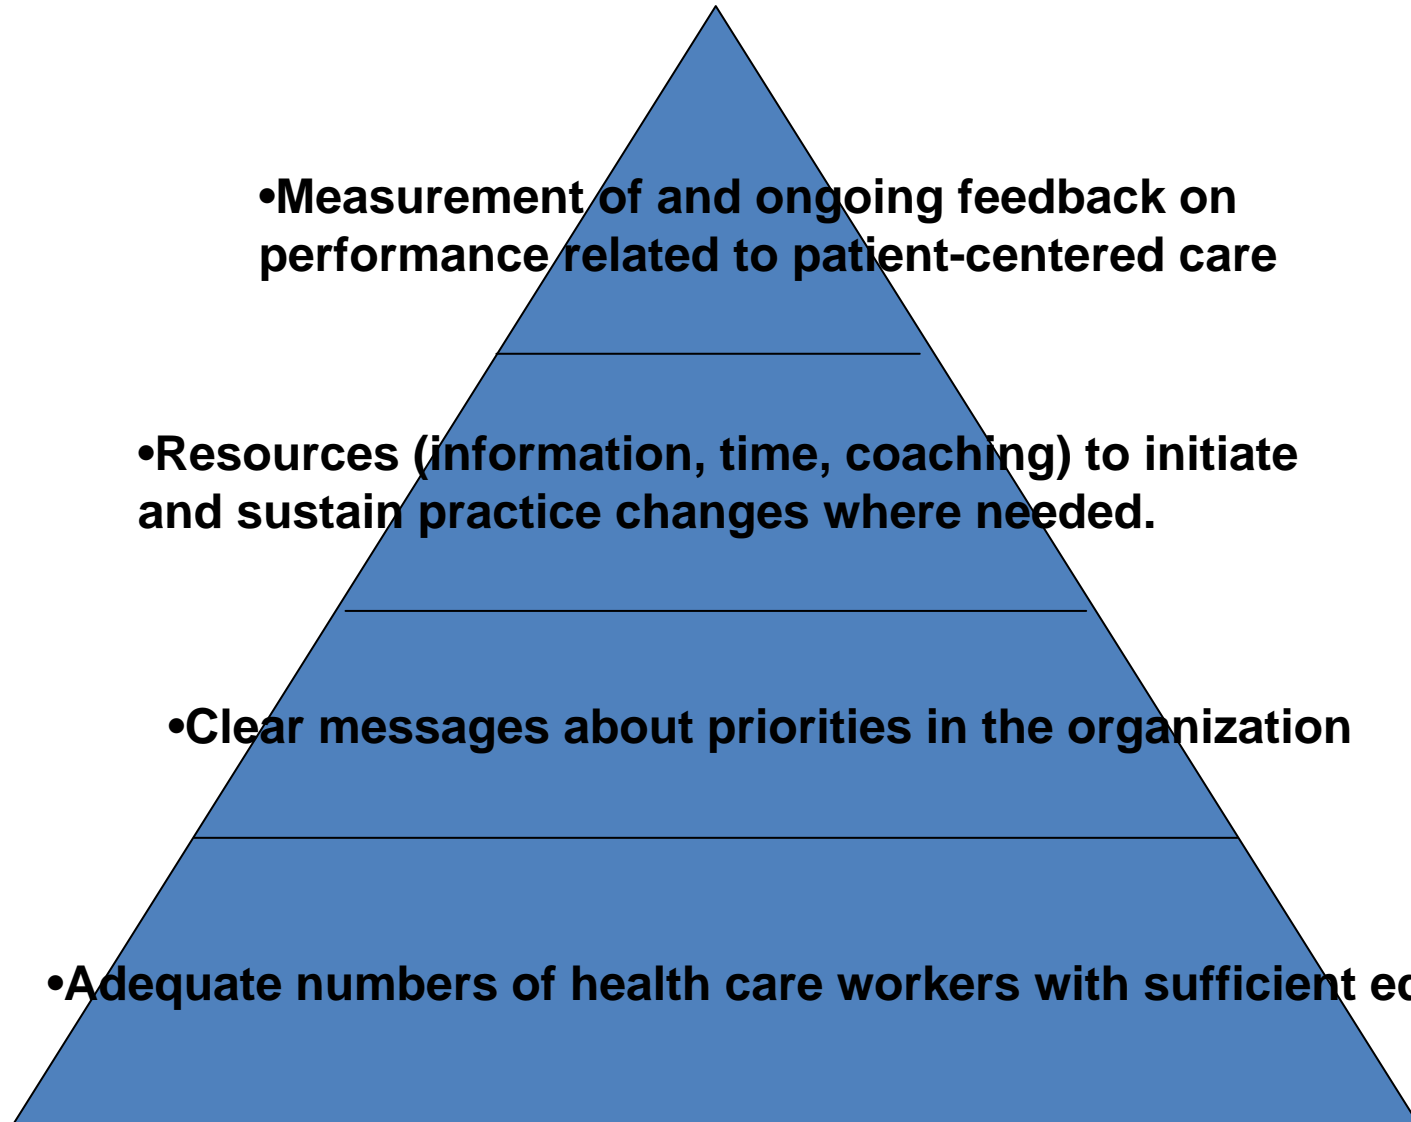 •Measurement of and ongoing feedback on
performance related to patient-centered care
•Resources (information, time, coaching) to initiate
and sustain practice changes where needed.
•Clear messages about priorities in the organization
•Adequate numbers of health care workers with sufficient